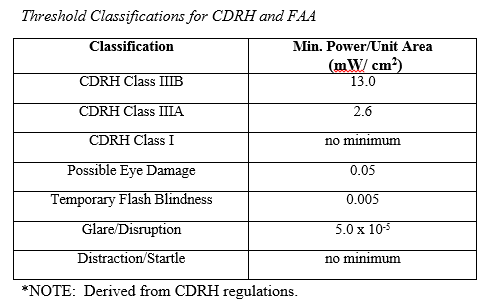 Threshold Classifications for CDRH and FAA
Classification Min. Power/Unit Area
(mW/ cm²)
CDRH Class IIIB 13.0
CDRH Class IIIA 2.6
CDRH Class I no minimum
Possible Eye Damage 0.05
Temporary Flash Blindness 0.005
Glare/Disruption 5.0 x 10⁻⁵
Distraction/Startle no minimum
*NOTE: Derived from CDRH regulations.